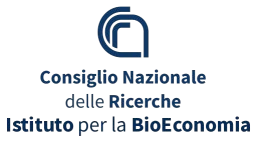 Consiglio Nazionale
delle Ricerche
Istituto per la BioEconomia